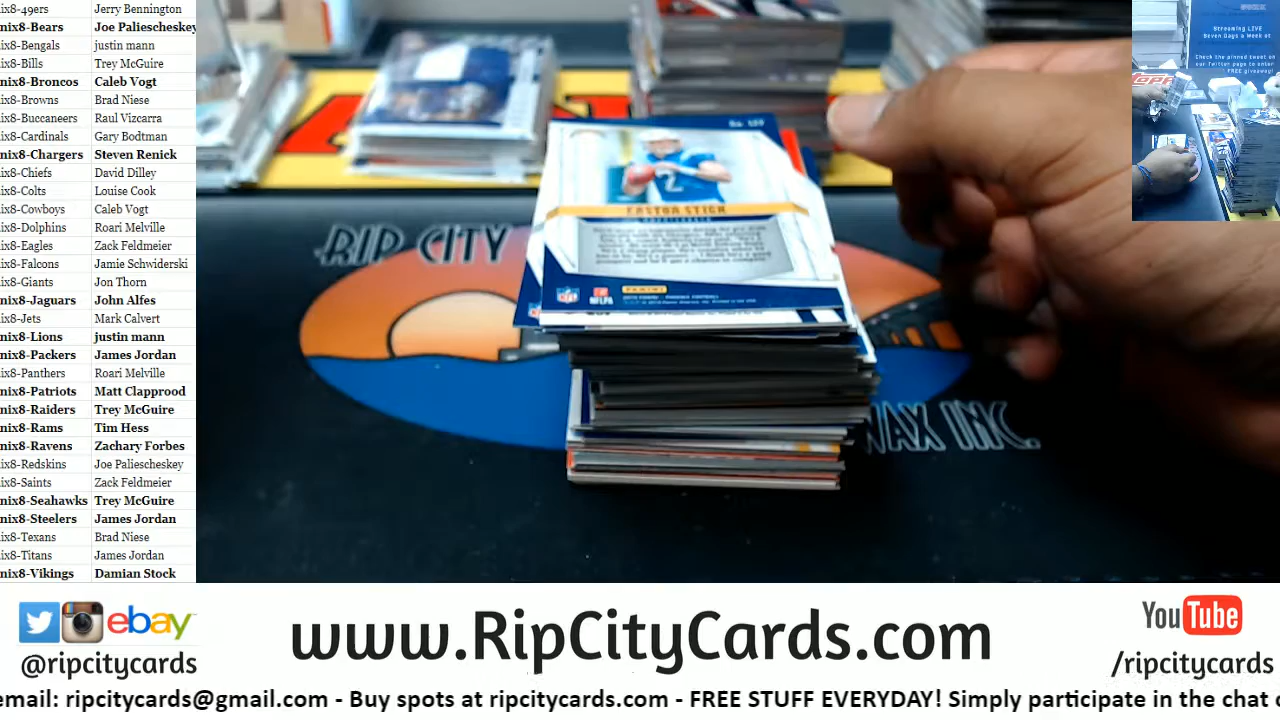 ix8-49ers Jerry Bennington
nix8-Bears Joe Paliescheskey
ix8-Bengals justin mann
ix8-Bills Trey McGuire
nix8-Broncos Caleb Vogt
ix8-Browns Brad Niese
ix8-Buccaneers Raul Vizcarra
ix8-Cardinals Gary Bodtman
nix8-Chargers Steven Renick
ix8-Chiefs David Dilley
ix8-Colts Louise Cook
ix8-Cowboys Caleb Vogt
ix8-Dolphins Roari Melville
ix8-Eagles Zack Feldmeier
ix8-Falcons Jamie Schwiderski
ix8-Giants Jon Thorn
nix8-Jaguars John Alfes
ix8-Jets Mark Calvert
nix8-Lions justin mann
nix8-Packers James Jordan
ix8-Panthers Roari Melville
nix8-Patriots Matt Clapprood
nix8-Raiders Trey McGuire
nix8-Rams Tim Hess
nix8-Ravens Zachary Forbes
ix8-Redskins Joe Paliescheskey
ix8-Saints Zack Feldmeier
nix8-Seahawks Trey McGuire
nix8-Steelers James Jordan
ix8-Texans Brad Niese
ix8-Titans James Jordan
nix8-Vikings Damian Stock
Streaming LIVE
Seven Days a Week at
Check the pinned tweet
on our Twitter page to enter
FREE giveaway!
TOPPS
RIP CITY
WAX INC.
EASTON STICK
PANINI
NFL
NFLPA
ebay
@ripcitycards
www.RipCityCards.com
YouTube
/ripcitycards
email: ripcitycards@gmail.com - Buy spots at ripcitycards.com - FREE STUFF EVERYDAY! Simply participate in the chat